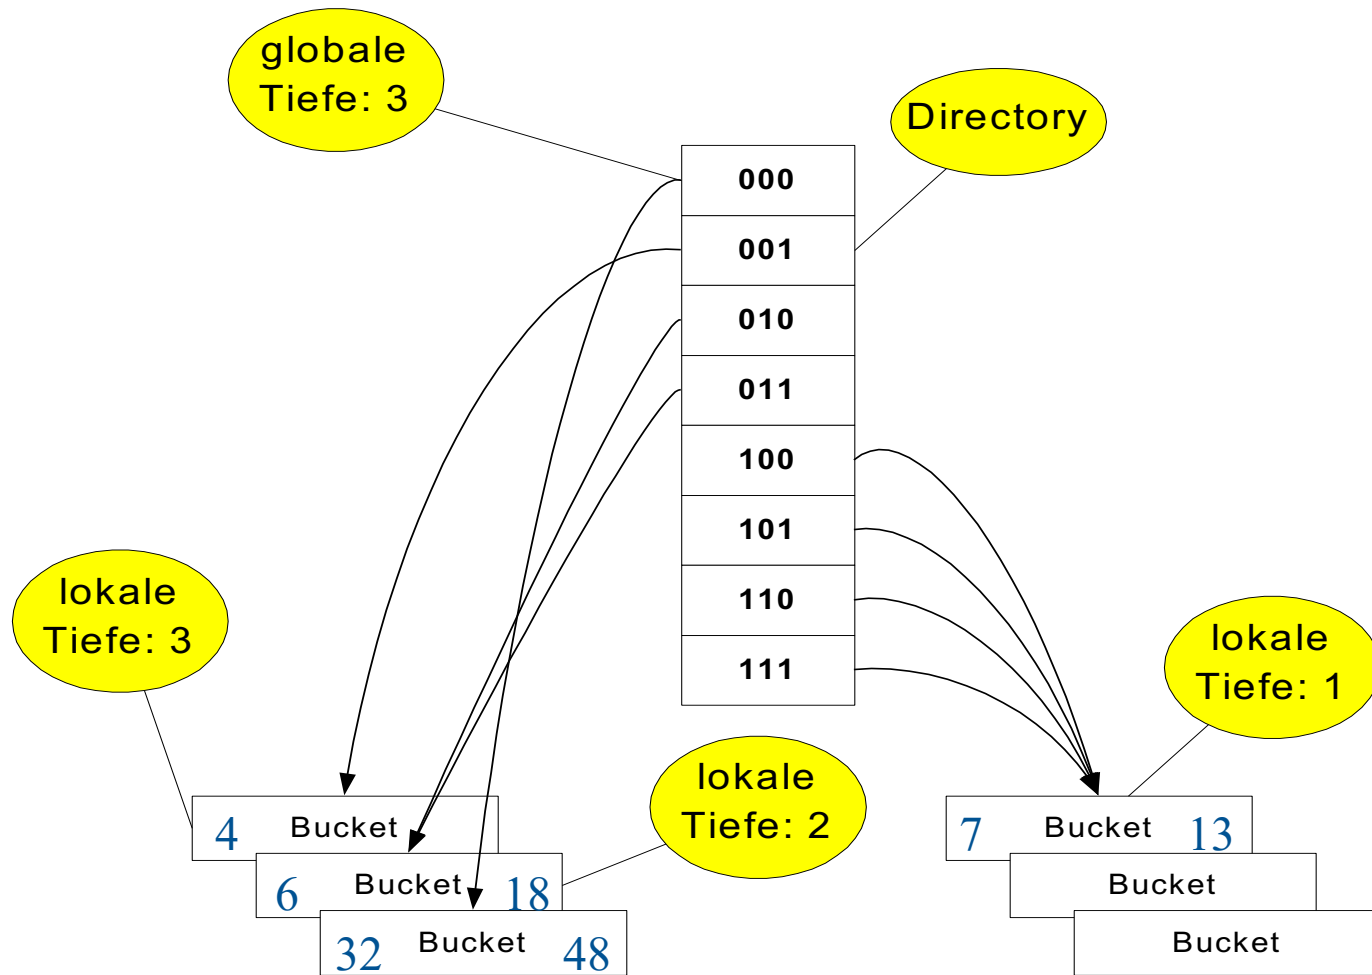 globale
Tiefe: 3
Directory
000
001
010
011
100
101
110
111
lokale
Tiefe: 3
lokale
Tiefe: 1
lokale
Tiefe: 2
4 Bucket
7 Bucket 13
6 Bucket 18
Bucket
32 Bucket 48
Bucket